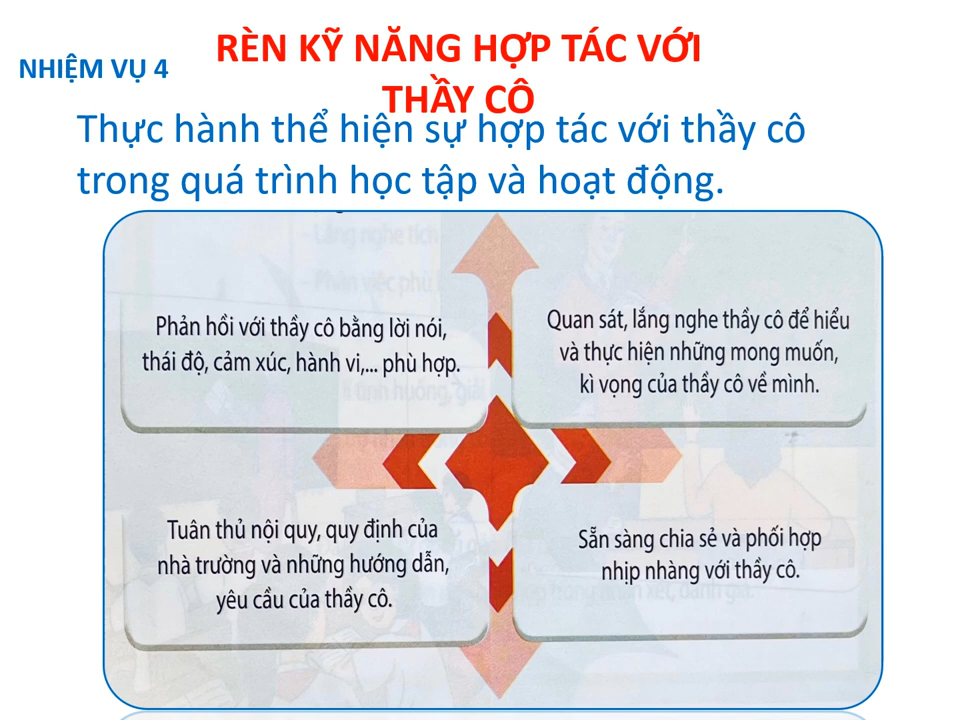 NHIỆM VỤ 4
RÈN KỸ NĂNG HỢP TÁC VỚI
THẦY CÔ
Thực hành thể hiện sự hợp tác với thầy cô
trong quá trình học tập và hoạt động.
Phản hồi với thầy cô bằng lời nói,
thái độ, cảm xúc, hành vi,... phù hợp.
Quan sát, lắng nghe thầy cô để hiểu
và thực hiện những mong muốn,
kì vọng của thầy cô về mình.
Tuân thủ nội quy, quy định của
nhà trường và những hướng dẫn,
yêu cầu của thầy cô.
Sẵn sàng chia sẻ và phối hợp
nhịp nhàng với thầy cô.